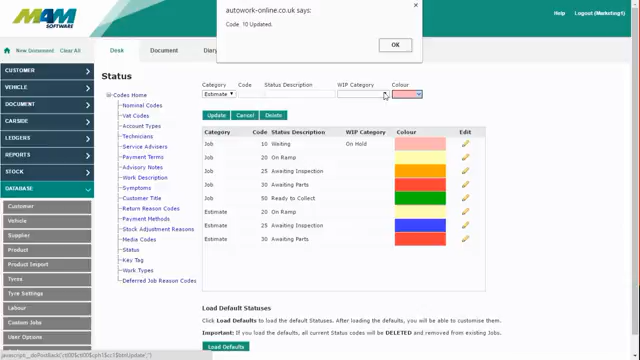 autowork-online.co.uk says:
Code 10 Updated.
OK
MAM
SOFTWARE
Help
Logout (Marketing1)
New Document
Clear All
Desk
Document
Diary
CUSTOMER
VEHICLE
DOCUMENT
CARSIDE
LEDGERS
REPORTS
STOCK
DATABASE
Customer
Vehicle
Supplier
Product
Product Import
Tyres
Tyre Settings
Labour
Custom Jobs
User Options
Status
Codes Home
Nominal Codes
Vat Codes
Account Types
Technicians
Service Advisers
Payment Terms
Advisory Notes
Work Description
Symptoms
Customer Title
Return Reason Codes
Payment Methods
Stock Adjustment Reasons
Media Codes
Status
Key Tag
Work Types
Deferred Job Reason Codes
Category Code Status Description WIP Category Colour
Estimate
Update Cancel Delete
Category Code Status Description WIP Category Colour Edit
Job 10 Waiting On Hold
Job 20 On Ramp
Job 25 Awaiting Inspection
Job 30 Awaiting Parts
Job 50 Ready to Collect
Estimate 20 On Ramp
Estimate 25 Awaiting Inspection
Estimate 30 Awaiting Parts
Load Default Statuses
Click Load Defaults to load the default Statuses. After loading the defaults, you will be able to customise them.
Important: If you Load Defaults, all current Status codes will be DELETED and removed from existing Jobs.
Load Defaults